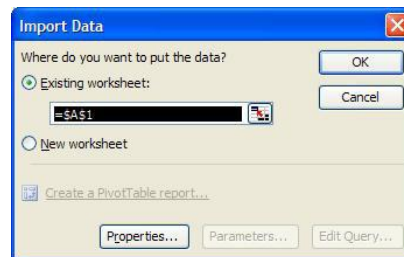 Import Data
Where do you want to put the data?
Existing worksheet:
=$A$1
New worksheet
Create a PivotTable report...
OK
Cancel
Properties...
Parameters...
Edit Query...